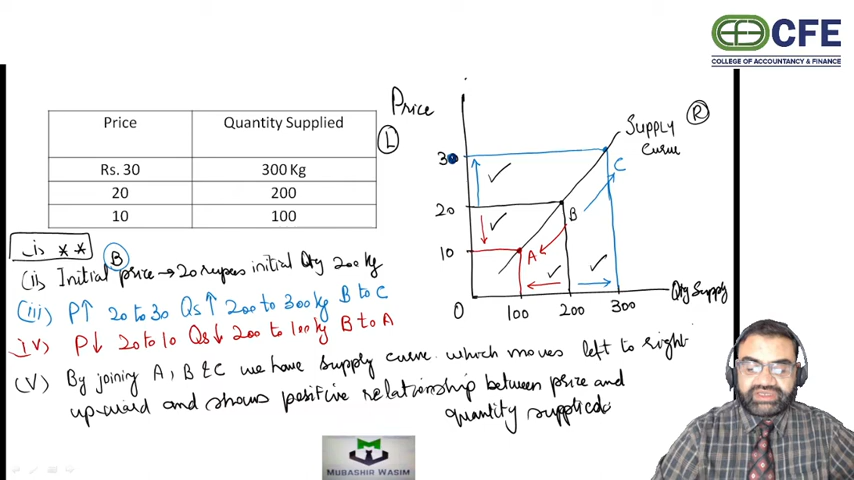 CFE
COLLEGE OF ACCOUNTANCY & FINANCE
Price Quantity Supplied
Rs. 30 300 Kg
20 200
10 100
L
Price
30
20
10
0
100 200 300
Qty Supply
Supply curve
R
A
B
C
(i) **
B
(ii) Initial price → 20 rupees initial Qty 200 kg
(iii) P↑ 20 to 30 Qs↑ 200 to 300 kg B to C
iv) P↓ 20 to 10 Qs↓ 200 to 100 kg B to A
(V) By joining A, B & C we have supply curve which moves left to right
upward and shows positive relationship between price and
quantity supplied
MUBASHIR WASIM